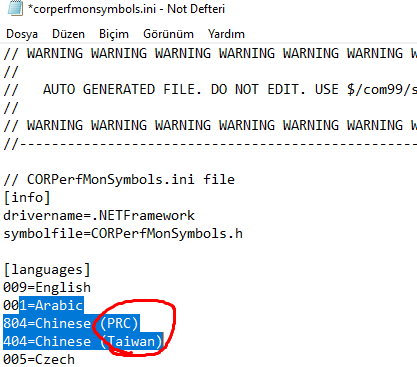 *corperfmonsymbols.ini - Not Defteri
Dosya Düzen Biçim Görünüm Yardım
// WARNING WARNING WARNING WARNING WARNING WARNING W
//
// AUTO GENERATED FILE. DO NOT EDIT. USE $/com99/s
//
// WARNING WARNING WARNING WARNING WARNING WARNING W
//---------------------------------------------------
// CORPerfMonSymbols.ini file
[info]
drivername=.NETFramework
symbolfile=CORPerfMonSymbols.h
[languages]
009=English
001=Arabic
804=Chinese (PRC)
404=Chinese (Taiwan)
005=Czech